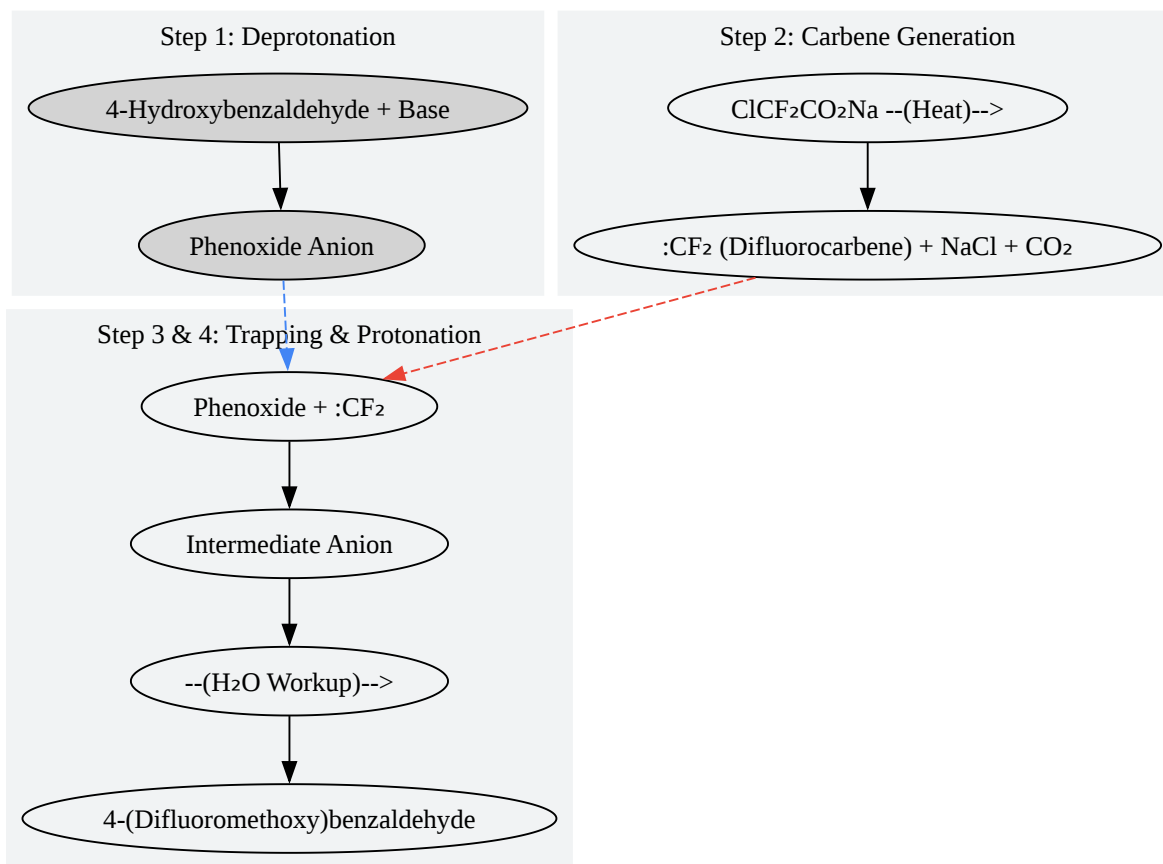 Step 1: Deprotonation
4-Hydroxybenzaldehyde + Base
Phenoxide Anion
Step 2: Carbene Generation
ClCF₂CO₂Na --(Heat)-->
:CF₂ (Difluorocarbene) + NaCl + CO₂
Step 3 & 4: Trapping & Protonation
Phenoxide + :CF₂
Intermediate Anion
--(H₂O Workup)-->
4-(Difluoromethoxy)benzaldehyde